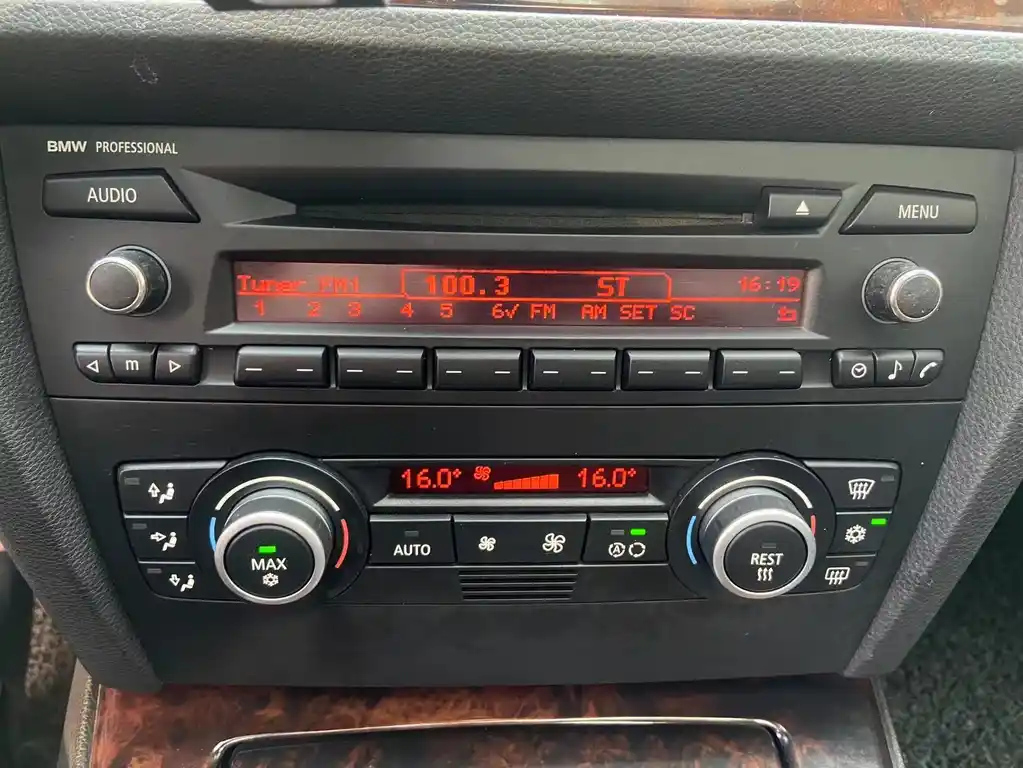 BMW PROFESSIONAL
AUDIO
MENU
Tuner FM1 100.3 ST 16:19
1 2 3 4 5 6✓ FM AM SET SC
m
16.0° 16.0°
AUTO
MAX
A
REST